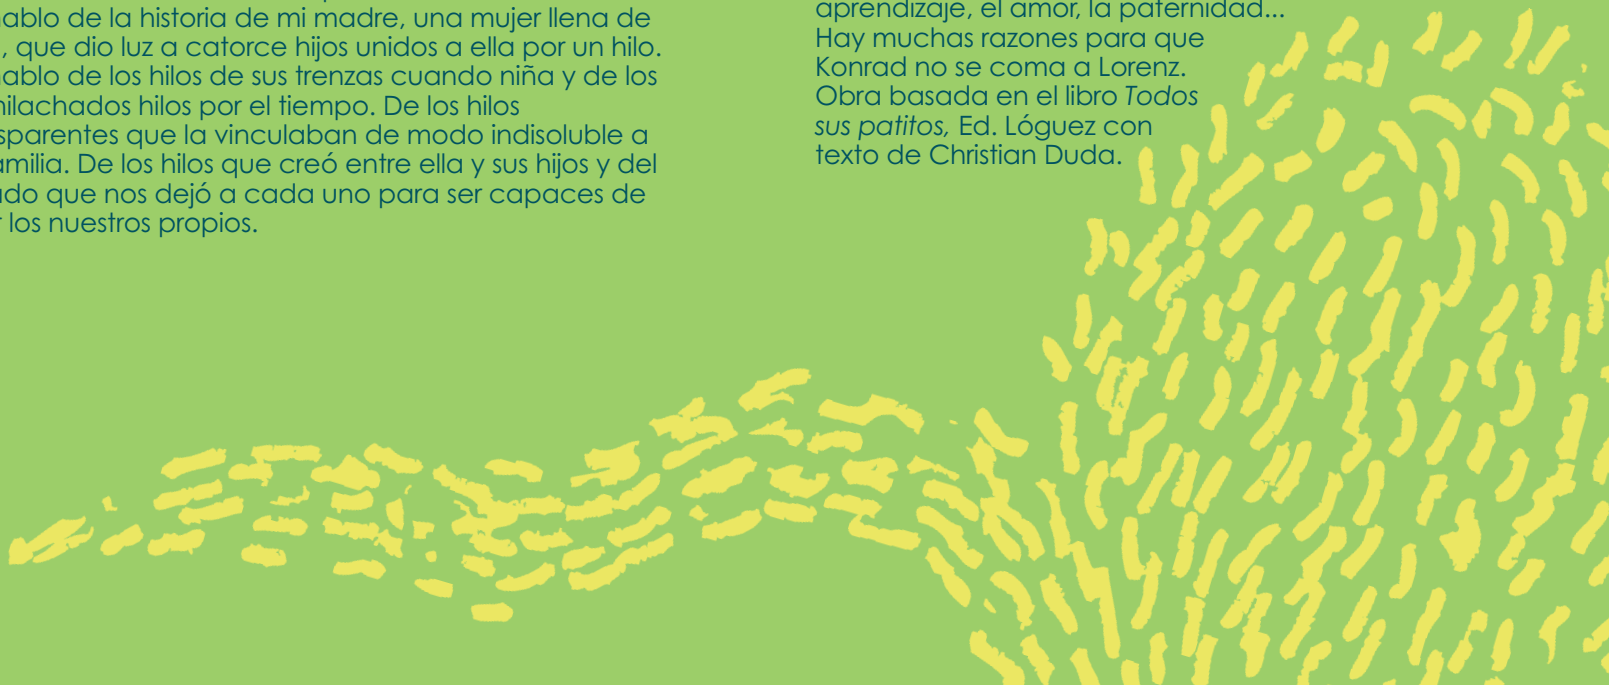 hablo de la historia de mi madre, una mujer llena de
, que dio luz a catorce hijos unidos a ella por un hilo.
hablo de los hilos de sus trenzas cuando niña y de los
hilachados hilos por el tiempo. De los hilos
sparentes que la vinculaban de modo indisoluble a
amilia. De los hilos que creó entre ella y sus hijos y del
ado que nos dejó a cada uno para ser capaces de
r los nuestros propios.
aprendizaje, el amor, la paternidad...
Hay muchas razones para que
Konrad no se coma a Lorenz.
Obra basada en el libro Todos
sus patitos, Ed. Lóguez con
texto de Christian Duda.